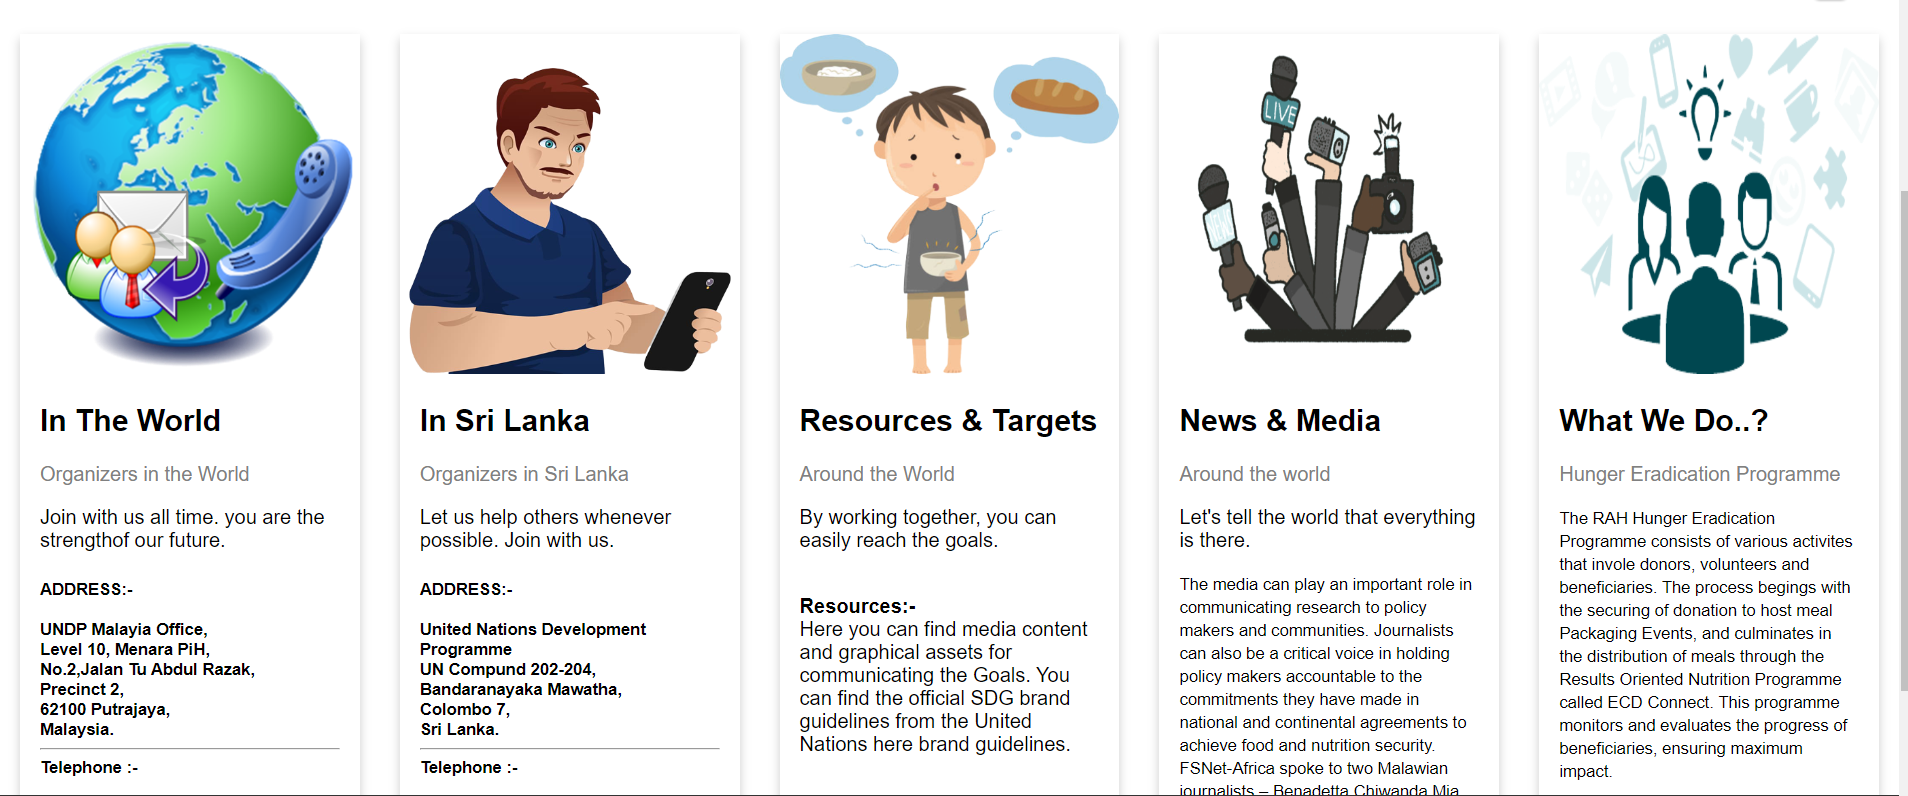 LIVE
In The World
Organizers in the World
Join with us all time. you are the
strengthof our future.
ADDRESS:-
UNDP Malayia Office,
Level 10, Menara PiH,
No.2,Jalan Tu Abdul Razak,
Precinct 2,
62100 Putrajaya,
Malaysia.
Telephone :-
In Sri Lanka
Organizers in Sri Lanka
Let us help others whenever
possible. Join with us.
ADDRESS:-
United Nations Development
Programme
UN Compund 202-204,
Bandaranayaka Mawatha,
Colombo 7,
Sri Lanka.
Telephone :-
Resources & Targets
Around the World
By working together, you can
easily reach the goals.
Resources:-
Here you can find media content
and graphical assets for
communicating the Goals. You
can find the official SDG brand
guidelines from the United
Nations here brand guidelines.
News & Media
Around the world
Let's tell the world that everything
is there.
The media can play an important role in
communicating research to policy
makers and communities. Journalists
can also be a critical voice in holding
policy makers accountable to the
commitments they have made in
national and continental agreements to
achieve food and nutrition security.
FSNet-Africa spoke to two Malawian
journalists – Benadetta Chiwanda Mia
What We Do..?
Hunger Eradication Programme
The RAH Hunger Eradication
Programme consists of various activites
that invole donors, volunteers and
beneficiaries. The process begings with
the securing of donation to host meal
Packaging Events, and culminates in
the distribution of meals through the
Results Oriented Nutrition Programme
called ECD Connect. This programme
monitors and evaluates the progress of
beneficiaries, ensuring maximum
impact.